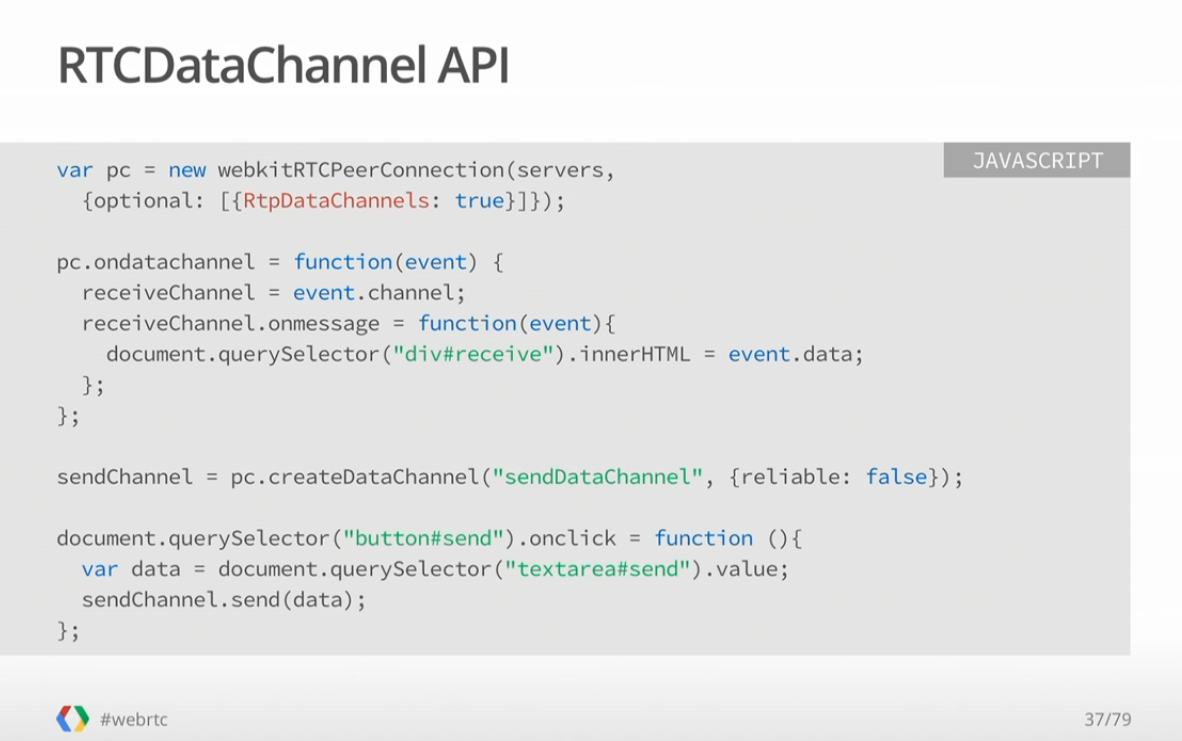 RTCDataChannel API
JAVASCRIPT
var pc = new webkitRTCPeerConnection(servers,
  {optional: [{RtpDataChannels: true}]});

pc.ondatachannel = function(event) {
  receiveChannel = event.channel;
  receiveChannel.onmessage = function(event){
    document.querySelector("div#receive").innerHTML = event.data;
  };
};

sendChannel = pc.createDataChannel("sendDataChannel", {reliable: false});

document.querySelector("button#send").onclick = function (){
  var data = document.querySelector("textarea#send").value;
  sendChannel.send(data);
};
#webrtc
37/79